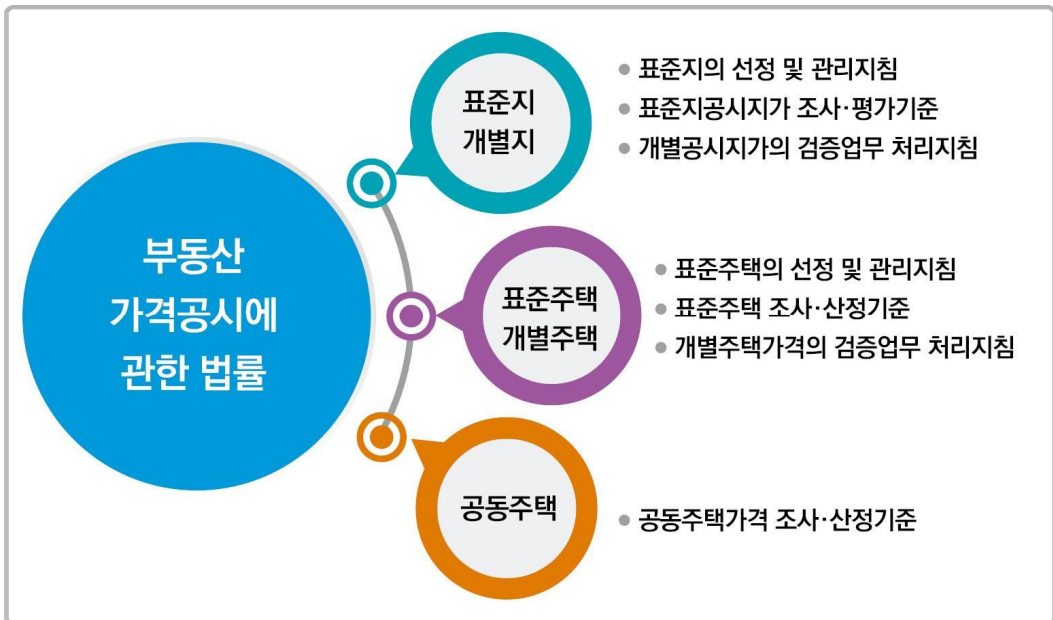 부동산
가격공시에
관한 법률
표준지
개별지
● 표준지의 선정 및 관리지침
● 표준지공시지가 조사·평가기준
● 개별공시지가의 검증업무 처리지침
표준주택
개별주택
● 표준주택의 선정 및 관리지침
● 표준주택 조사·산정기준
● 개별주택가격의 검증업무 처리지침
공동주택
● 공동주택가격 조사·산정기준